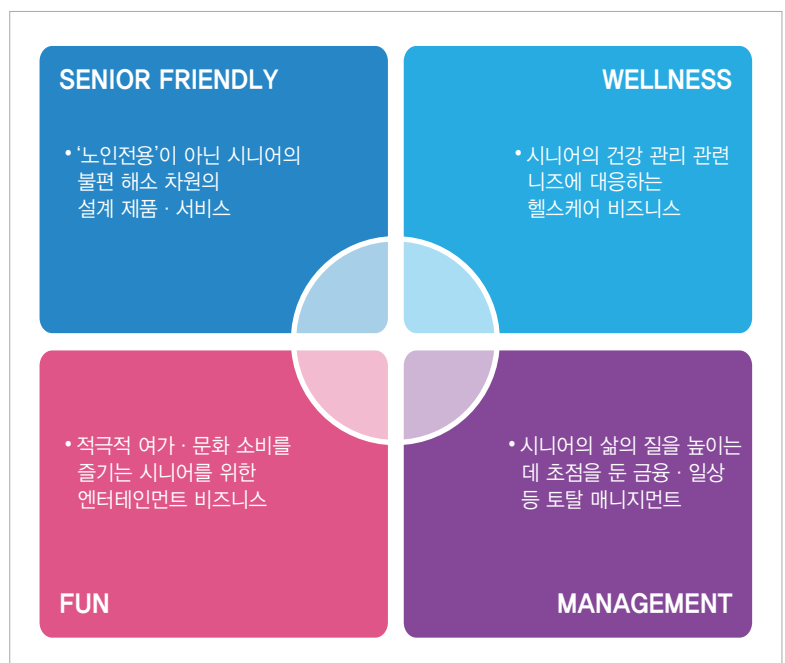 SENIOR FRIENDLY
• ‘노인전용’이 아닌 시니어의
불편 해소 차원의
설계 제품 · 서비스
WELLNESS
• 시니어의 건강 관리 관련
니즈에 대응하는
헬스케어 비즈니스
• 적극적 여가 · 문화 소비를
즐기는 시니어를 위한
엔터테인먼트 비즈니스
FUN
• 시니어의 삶의 질을 높이는
데 초점을 둔 금융 · 일상
등 토탈 매니지먼트
MANAGEMENT